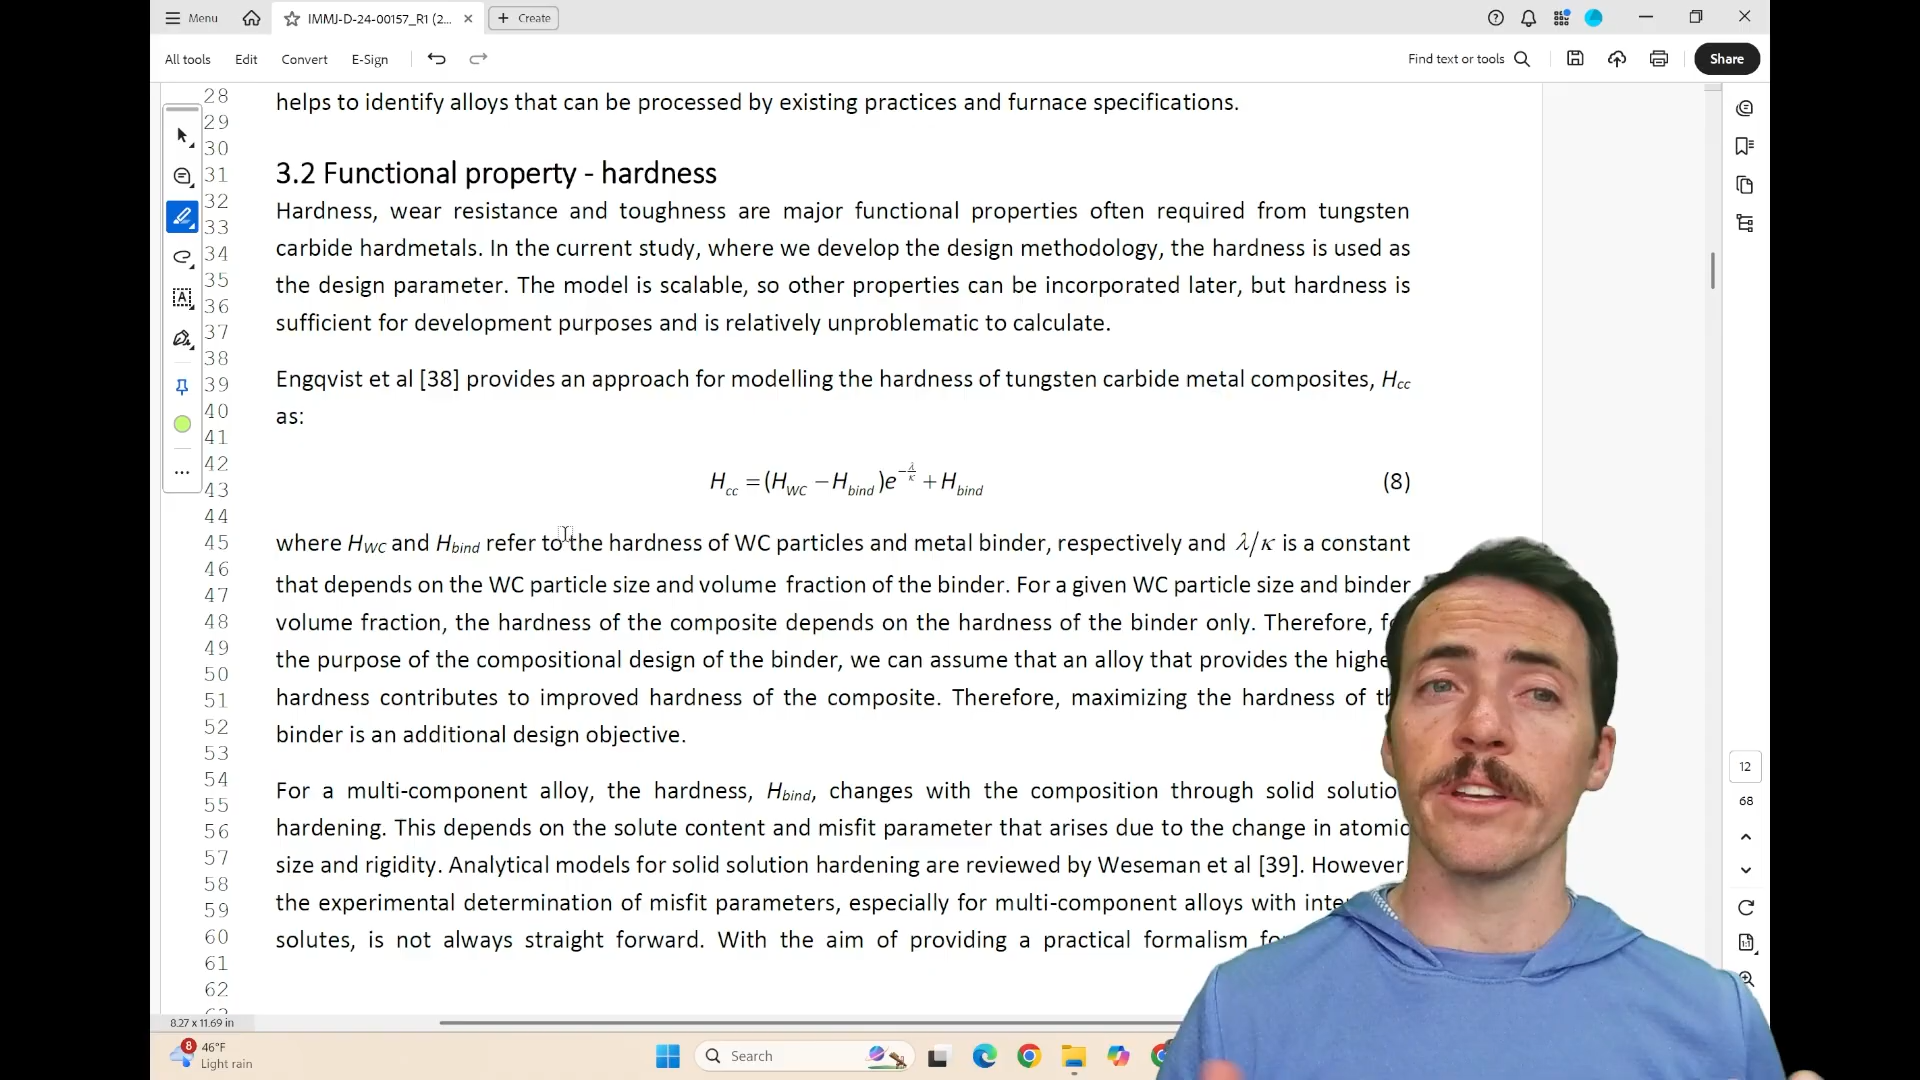 Menu
IMMJ-D-24-00157_R1 (2...
Create
All tools
Edit
Convert
E-Sign
Find text or tools
Share
28
29
30
31
32
33
34
35
36
37
38
39
40
41
42
43
44
45
46
47
48
49
50
51
52
53
54
55
56
57
58
59
60
61
62
helps to identify alloys that can be processed by existing practices and furnace specifications.
3.2 Functional property - hardness
Hardness, wear resistance and toughness are major functional properties often required from tungsten
carbide hardmetals. In the current study, where we develop the design methodology, the hardness is used as
the design parameter. The model is scalable, so other properties can be incorporated later, but hardness is
sufficient for development purposes and is relatively unproblematic to calculate.
Engqvist et al [38] provides an approach for modelling the hardness of tungsten carbide metal composites, Hcc
as:
Hcc = (HWC − Hbind)e^−λ/κ + Hbind (8)
where HWC and Hbind refer to the hardness of WC particles and metal binder, respectively and λ/κ is a constant
that depends on the WC particle size and volume fraction of the binder. For a given WC particle size and binder
volume fraction, the hardness of the composite depends on the hardness of the binder only. Therefore,
the purpose of the compositional design of the binder, we can assume that an alloy that provides the
hardness contributes to improved hardness of the composite. Therefore, maximizing the hardness of
binder is an additional design objective.
For a multi-component alloy, the hardness, Hbind, changes with the composition through solid
hardening. This depends on the solute content and misfit parameter that arises due to the change in atomic
size and rigidity. Analytical models for solid solution hardening are reviewed by Weseman et al [39]. However
the experimental determination of misfit parameters, especially for multi-component alloys with
solutes, is not always straight forward. With the aim of providing a practical formalism
12
68
8.27 x 11.69 in
8
46°F
Light rain
Search